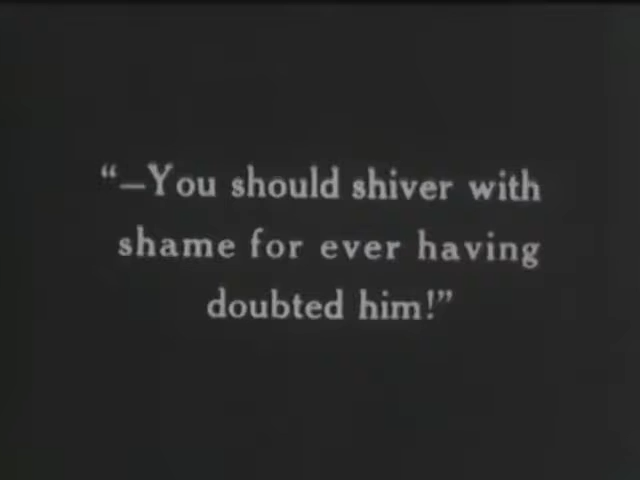 “—You should shiver with
shame for ever having
doubted him!”